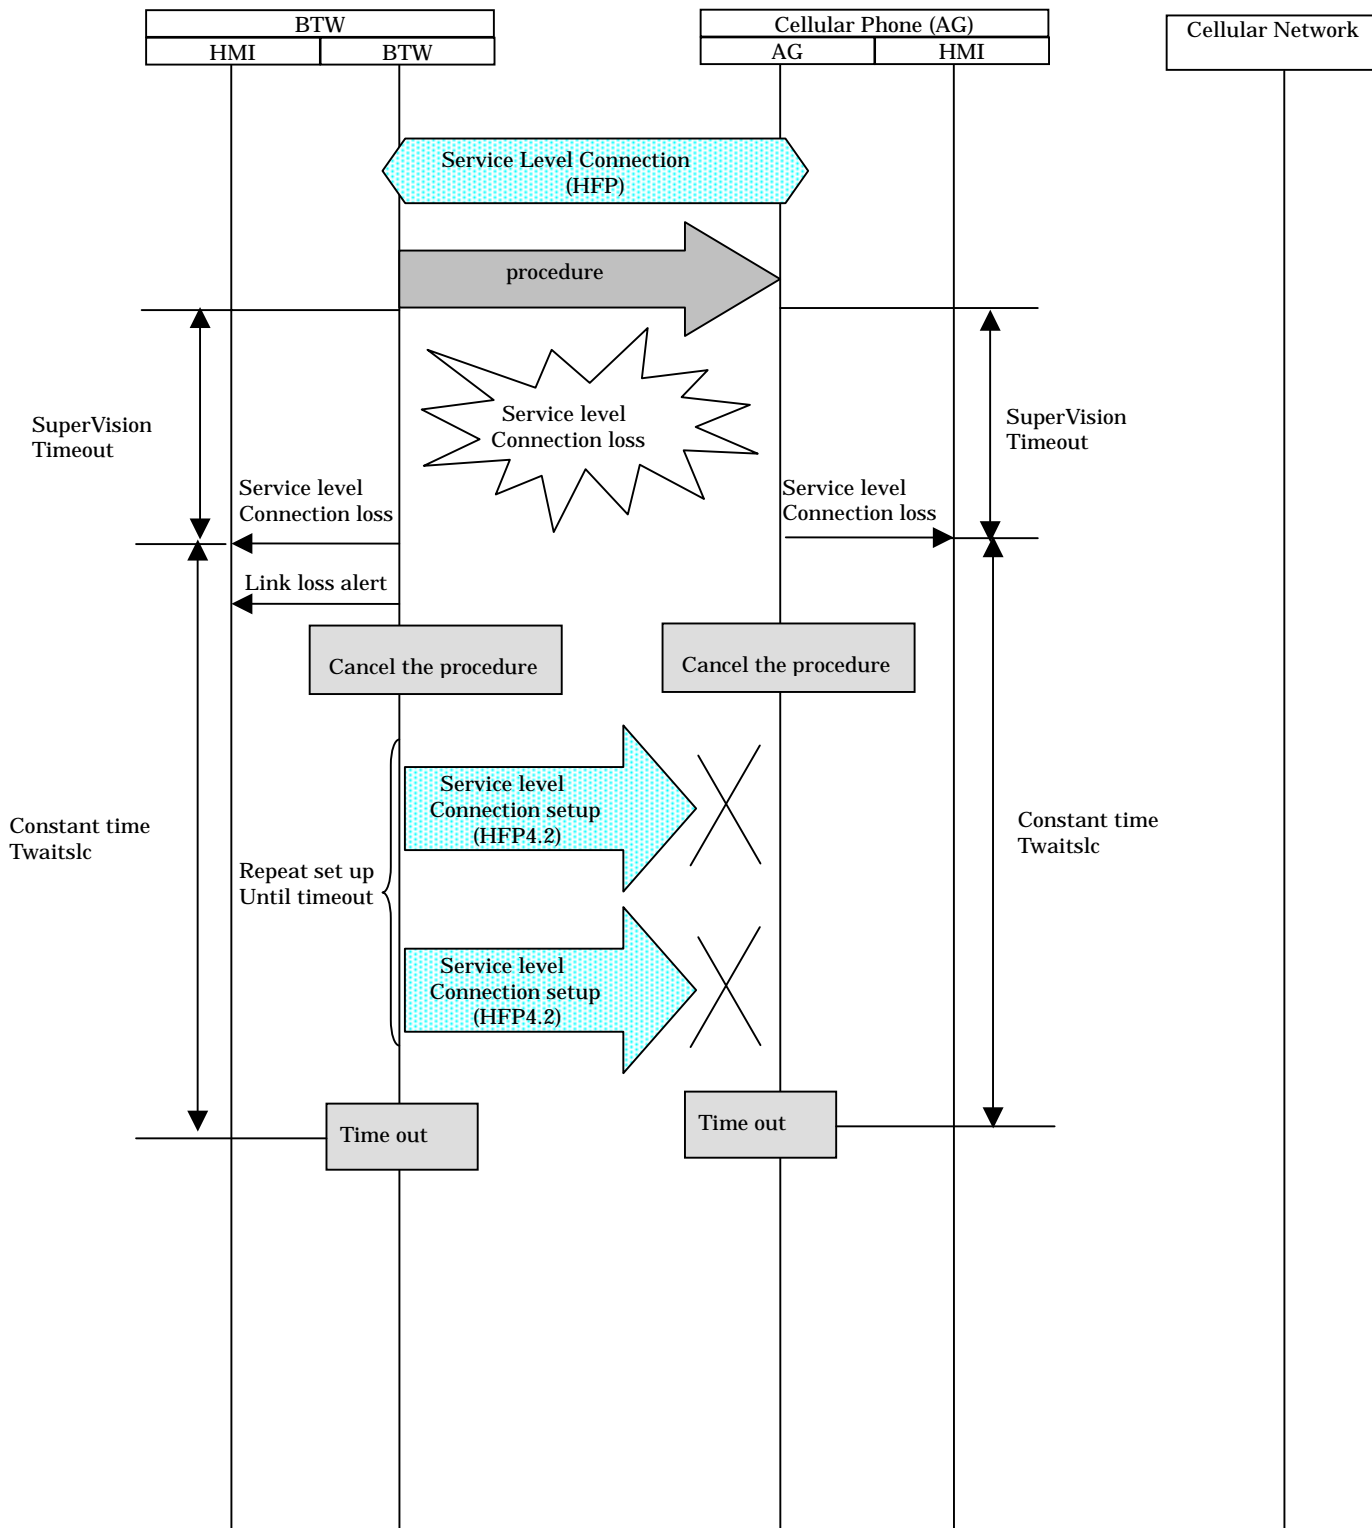 BTW
Cellular Phone (AG)
Cellular Network
HMI
BTW
AG
HMI
Service Level Connection
(HFP)
procedure
SuperVision
Timeout
Service level
Connection loss
SuperVision
Timeout
Service level
Connection loss
Service level
Connection loss
Link loss alert
Cancel the procedure
Cancel the procedure
Service level
Connection setup
(HFP4.2)
Constant time
Twaitslc
Constant time
Twaitslc
Repeat set up
Until timeout
Service level
Connection setup
(HFP4.2)
Time out
Time out